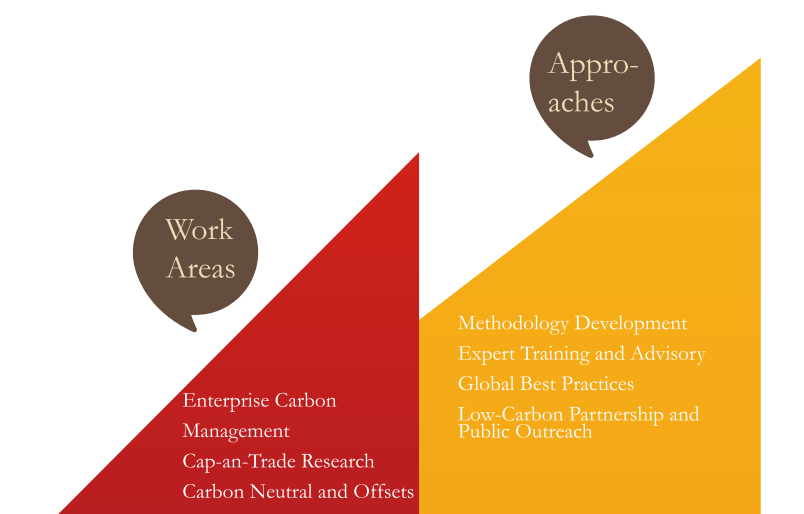 Work
Areas
Enterprise Carbon
Management
Cap-an-Trade Research
Carbon Neutral and Offsets
Appro-
aches
Methodology Development
Expert Training and Advisory
Global Best Practices
Low-Carbon Partnership and
Public Outreach